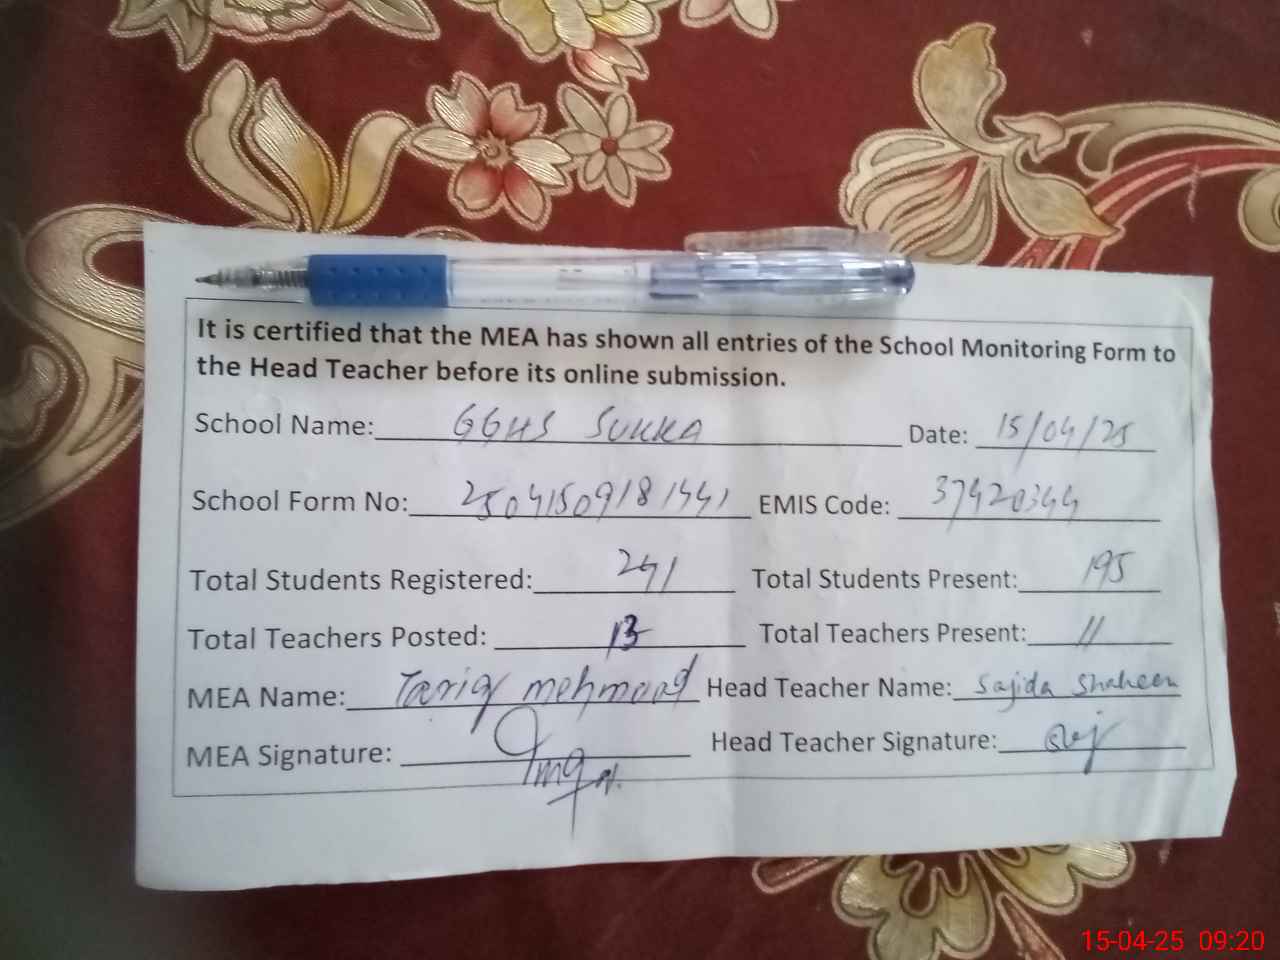 It is certified that the MEA has shown all entries of the School Monitoring Form to
the Head Teacher before its online submission.
School Name: GGHS SUKKA Date: 15/04/25
School Form No: EMIS Code: 37420344
Total Students Registered: 241 Total Students Present: 195
Total Teachers Posted: 13 Total Teachers Present: 11
MEA Name: Tariq mehmood Head Teacher Name: Sajida Shaheen
MEA Signature: Head Teacher Signature:
15-04-25 09:20